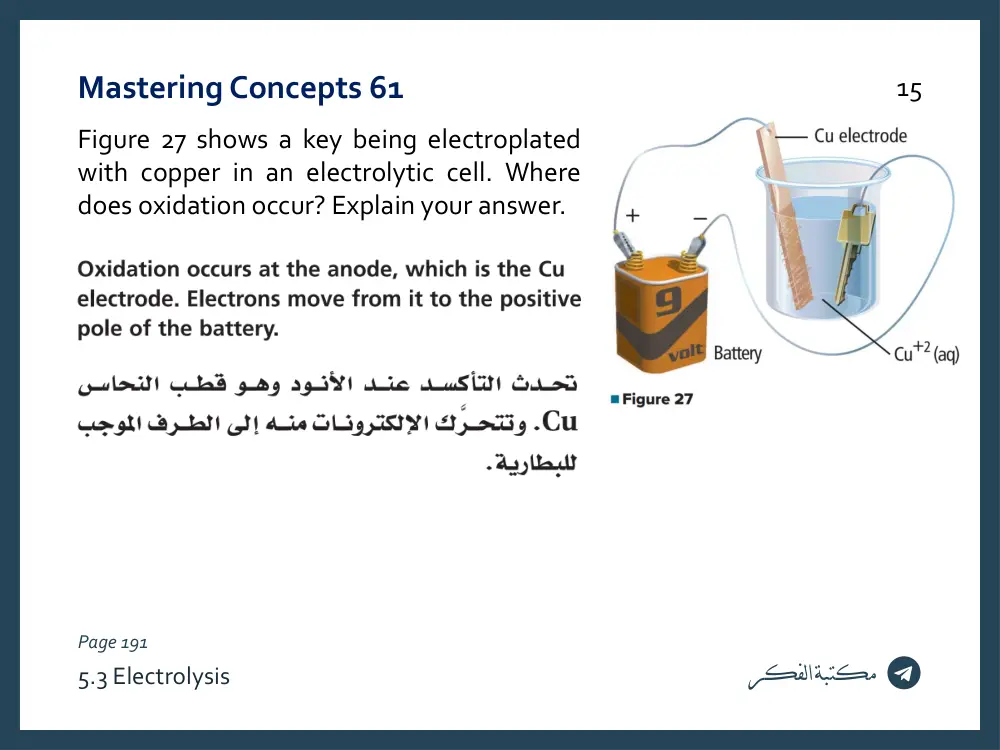 Mastering Concepts 61
15
Figure 27 shows a key being electroplated
with copper in an electrolytic cell. Where
does oxidation occur? Explain your answer.
Oxidation occurs at the anode, which is the Cu
electrode. Electrons move from it to the positive
pole of the battery.
تحدث التأكسد عند الأنود وهو قطب النحاس
Cu. وتتحرَّك الإلكترونات منه إلى الطرف الموجب
للبطارية.
Cu electrode
+
−
9
volt
Battery
Cu+2 (aq)
Figure 27
Page 191
5.3 Electrolysis
مكتبة الفكر